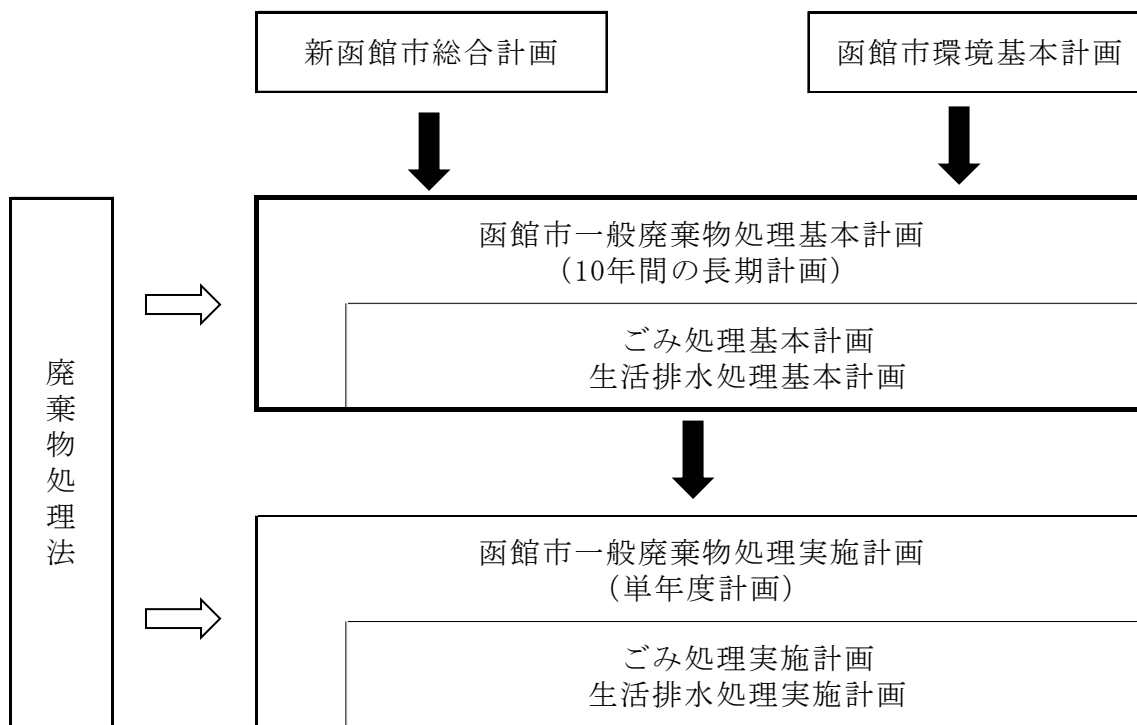 新函館市総合計画
函館市環境基本計画
廃棄物処理法
函館市一般廃棄物処理基本計画
（10年間の長期計画）
ごみ処理基本計画
生活排水処理基本計画
函館市一般廃棄物処理実施計画
（単年度計画）
ごみ処理実施計画
生活排水処理実施計画